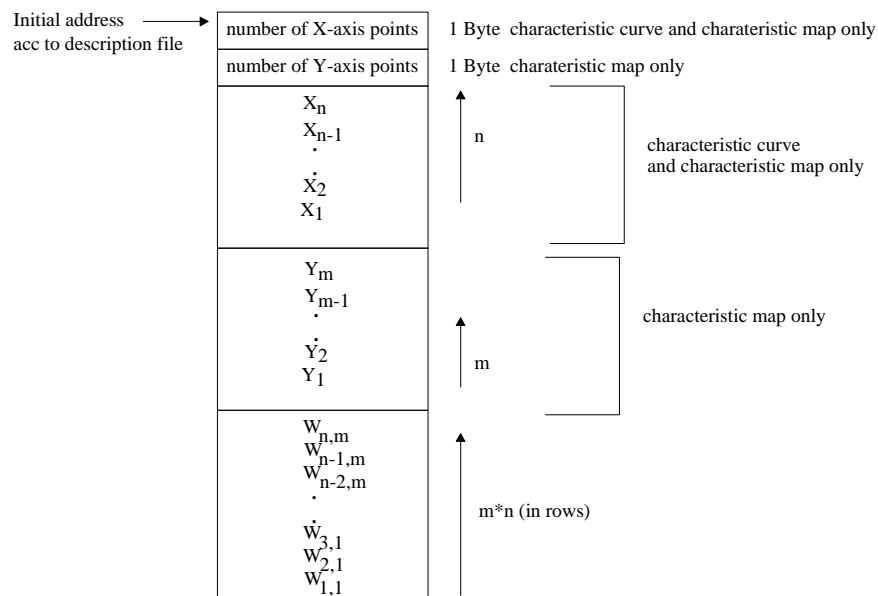 Initial address
acc to description file
number of X-axis points
1 Byte characteristic curve and charateristic map only
number of Y-axis points
1 Byte charateristic map only
Xn
Xn-1
.
.
X2
X1
n
characteristic curve
and characteristic map only
Ym
Ym-1
.
.
Y2
Y1
m
characteristic map only
Wn,m
Wn-1,m
Wn-2,m
.
.
W3,1
W2,1
W1,1
m*n (in rows)